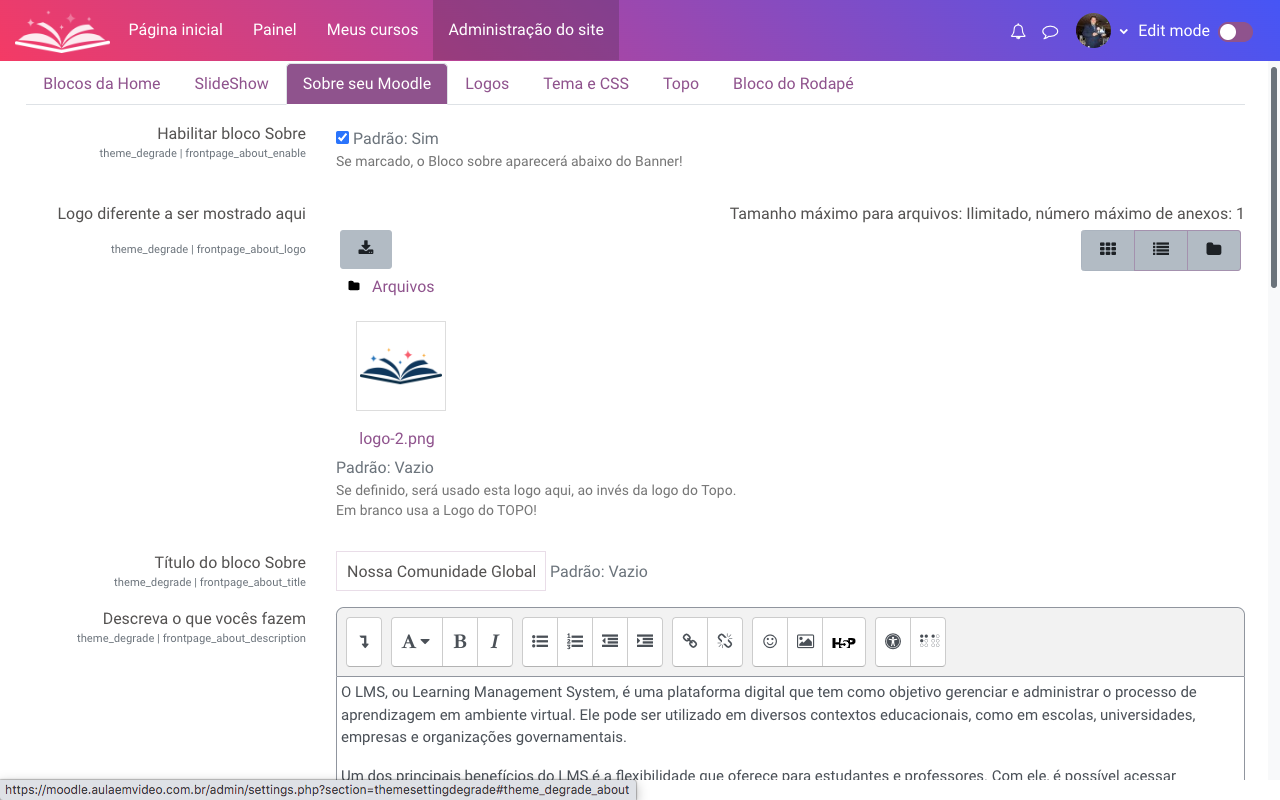 Página inicial Painel Meus cursos Administração do site Edit mode
Blocos da Home SlideShow Sobre seu Moodle Logos Tema e CSS Topo Bloco do Rodapé
Habilitar bloco Sobre
theme_degrade | frontpage_about_enable
Padrão: Sim
Se marcado, o Bloco sobre aparecerá abaixo do Banner!
Logo diferente a ser mostrado aqui
theme_degrade | frontpage_about_logo
Tamanho máximo para arquivos: Ilimitado, número máximo de anexos: 1
Arquivos
logo-2.png
Padrão: Vazio
Se definido, será usado esta logo aqui, ao invés da logo do Topo.
Em branco usa a Logo do TOPO!
Título do bloco Sobre
theme_degrade | frontpage_about_title
Nossa Comunidade Global Padrão: Vazio
Descreva o que vocês fazem
theme_degrade | frontpage_about_description
A B I H5P
O LMS, ou Learning Management System, é uma plataforma digital que tem como objetivo gerenciar e administrar o processo de
aprendizagem em ambiente virtual. Ele pode ser utilizado em diversos contextos educacionais, como em escolas, universidades,
empresas e organizações governamentais.
Um dos principais benefícios do LMS é a flexibilidade que oferece para estudantes e professores. Com ele, é possível acessar
https://moodle.aulaemvideo.com.br/admin/settings.php?section=themesettingdegrade#theme_degrade_about